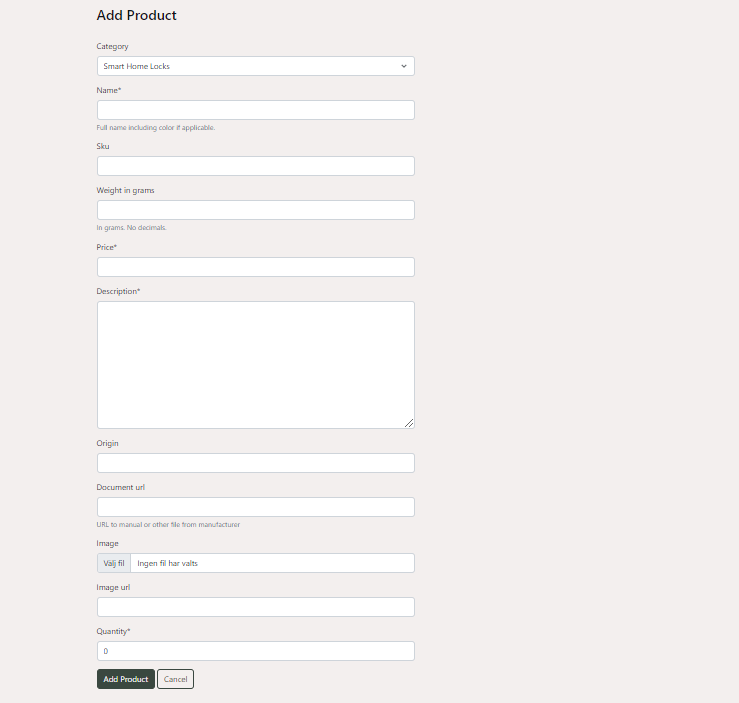 Add Product
Category
Smart Home Locks
Name*
Full name including color if applicable.
Sku
Weight in grams
In grams. No decimals.
Price*
Description*
Origin
Document url
URL to manual or other file from manufacturer
Image
Välj fil Ingen fil har valts
Image url
Quantity*
0
Add Product Cancel